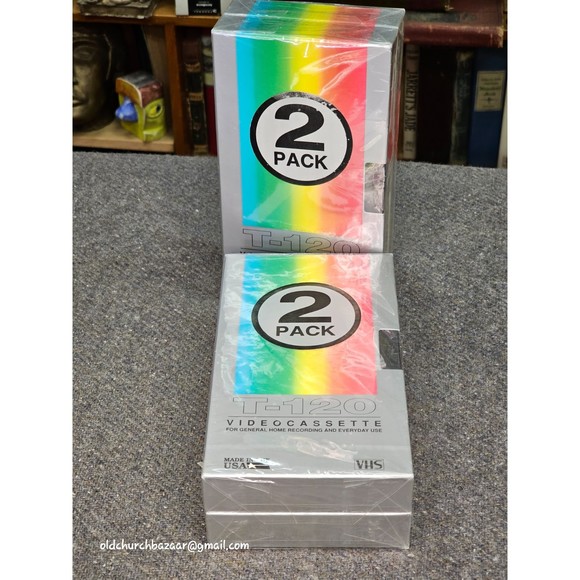 2
PACK
T-120
2
PACK
T-120
VIDEOCASSETTE
FOR GENERAL HOME RECORDING AND EVERYDAY USE
MADE IN
USA
VHS
oldchurchbazaar@gmail.com